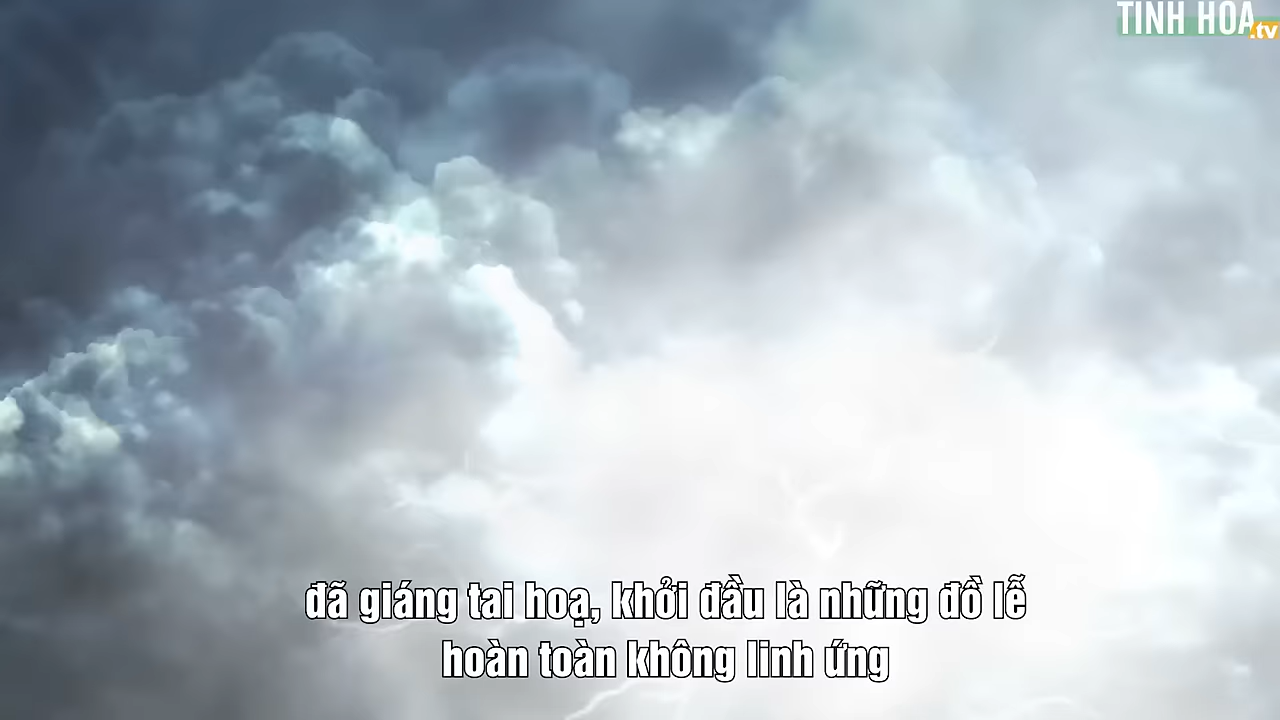 TINH HOA
.tv
đã giáng tai hoạ, khởi đầu là những đồ lễ
hoàn toàn không linh ứng